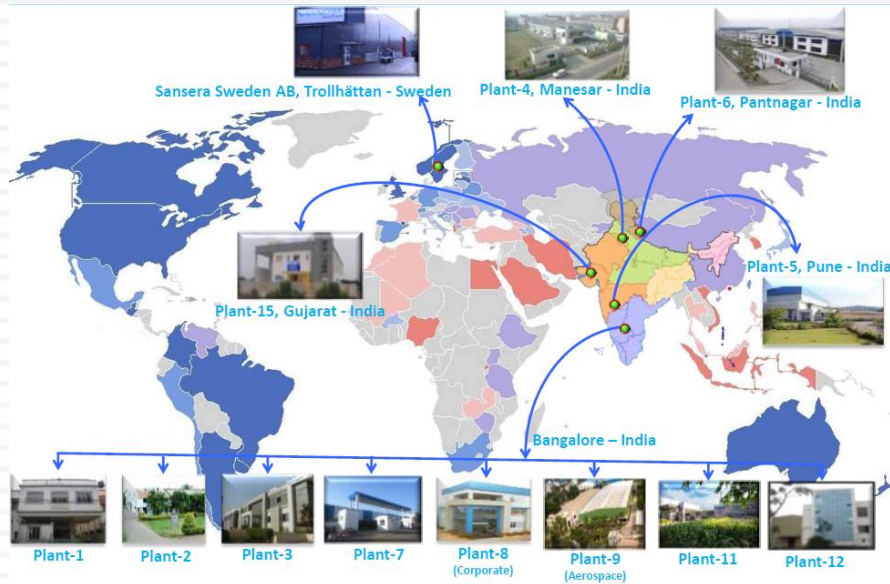 Sansera Sweden AB, Trollhättan - Sweden
Plant-4, Manesar - India
Plant-6, Pantnagar - India
Plant-5, Pune - India
Plant-15, Gujarat - India
Bangalore – India
Plant-1
Plant-2
Plant-3
Plant-7
Plant-8
(Corporate)
Plant-9
(Aerospace)
Plant-11
Plant-12